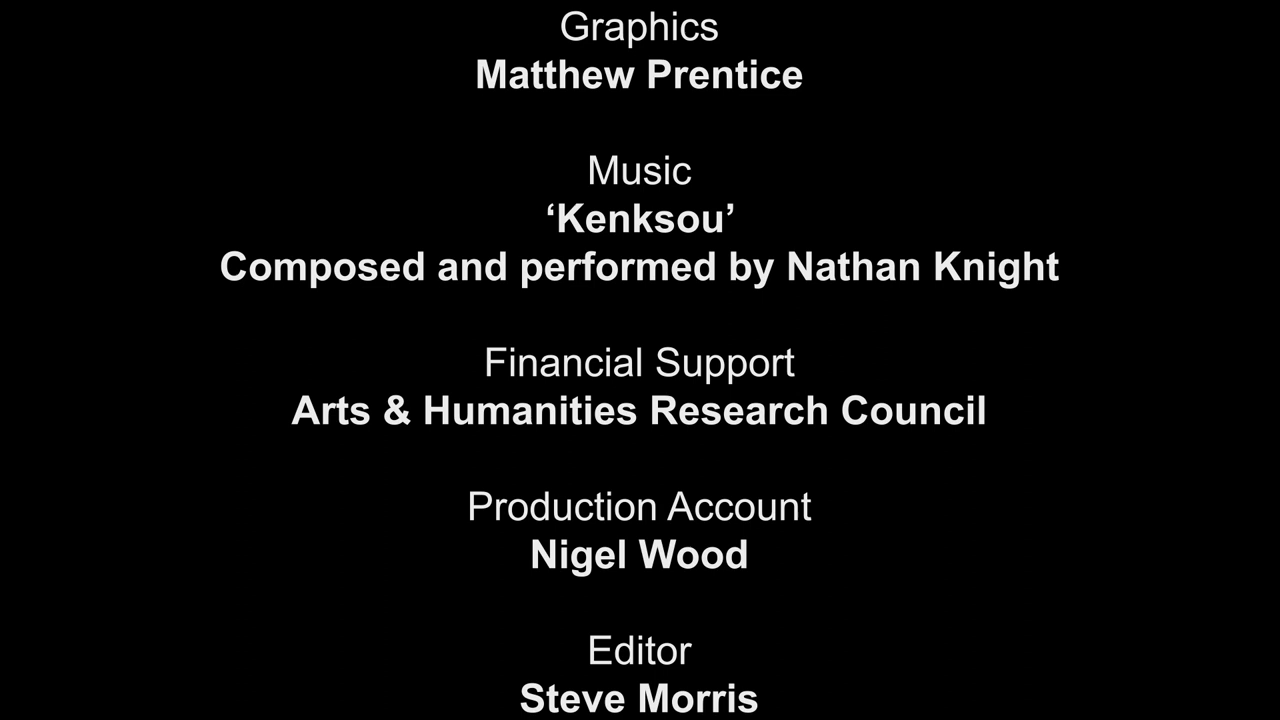 Graphics
Matthew Prentice
Music
‘Kenksou’
Composed and performed by Nathan Knight
Financial Support
Arts & Humanities Research Council
Production Account
Nigel Wood
Editor
Steve Morris